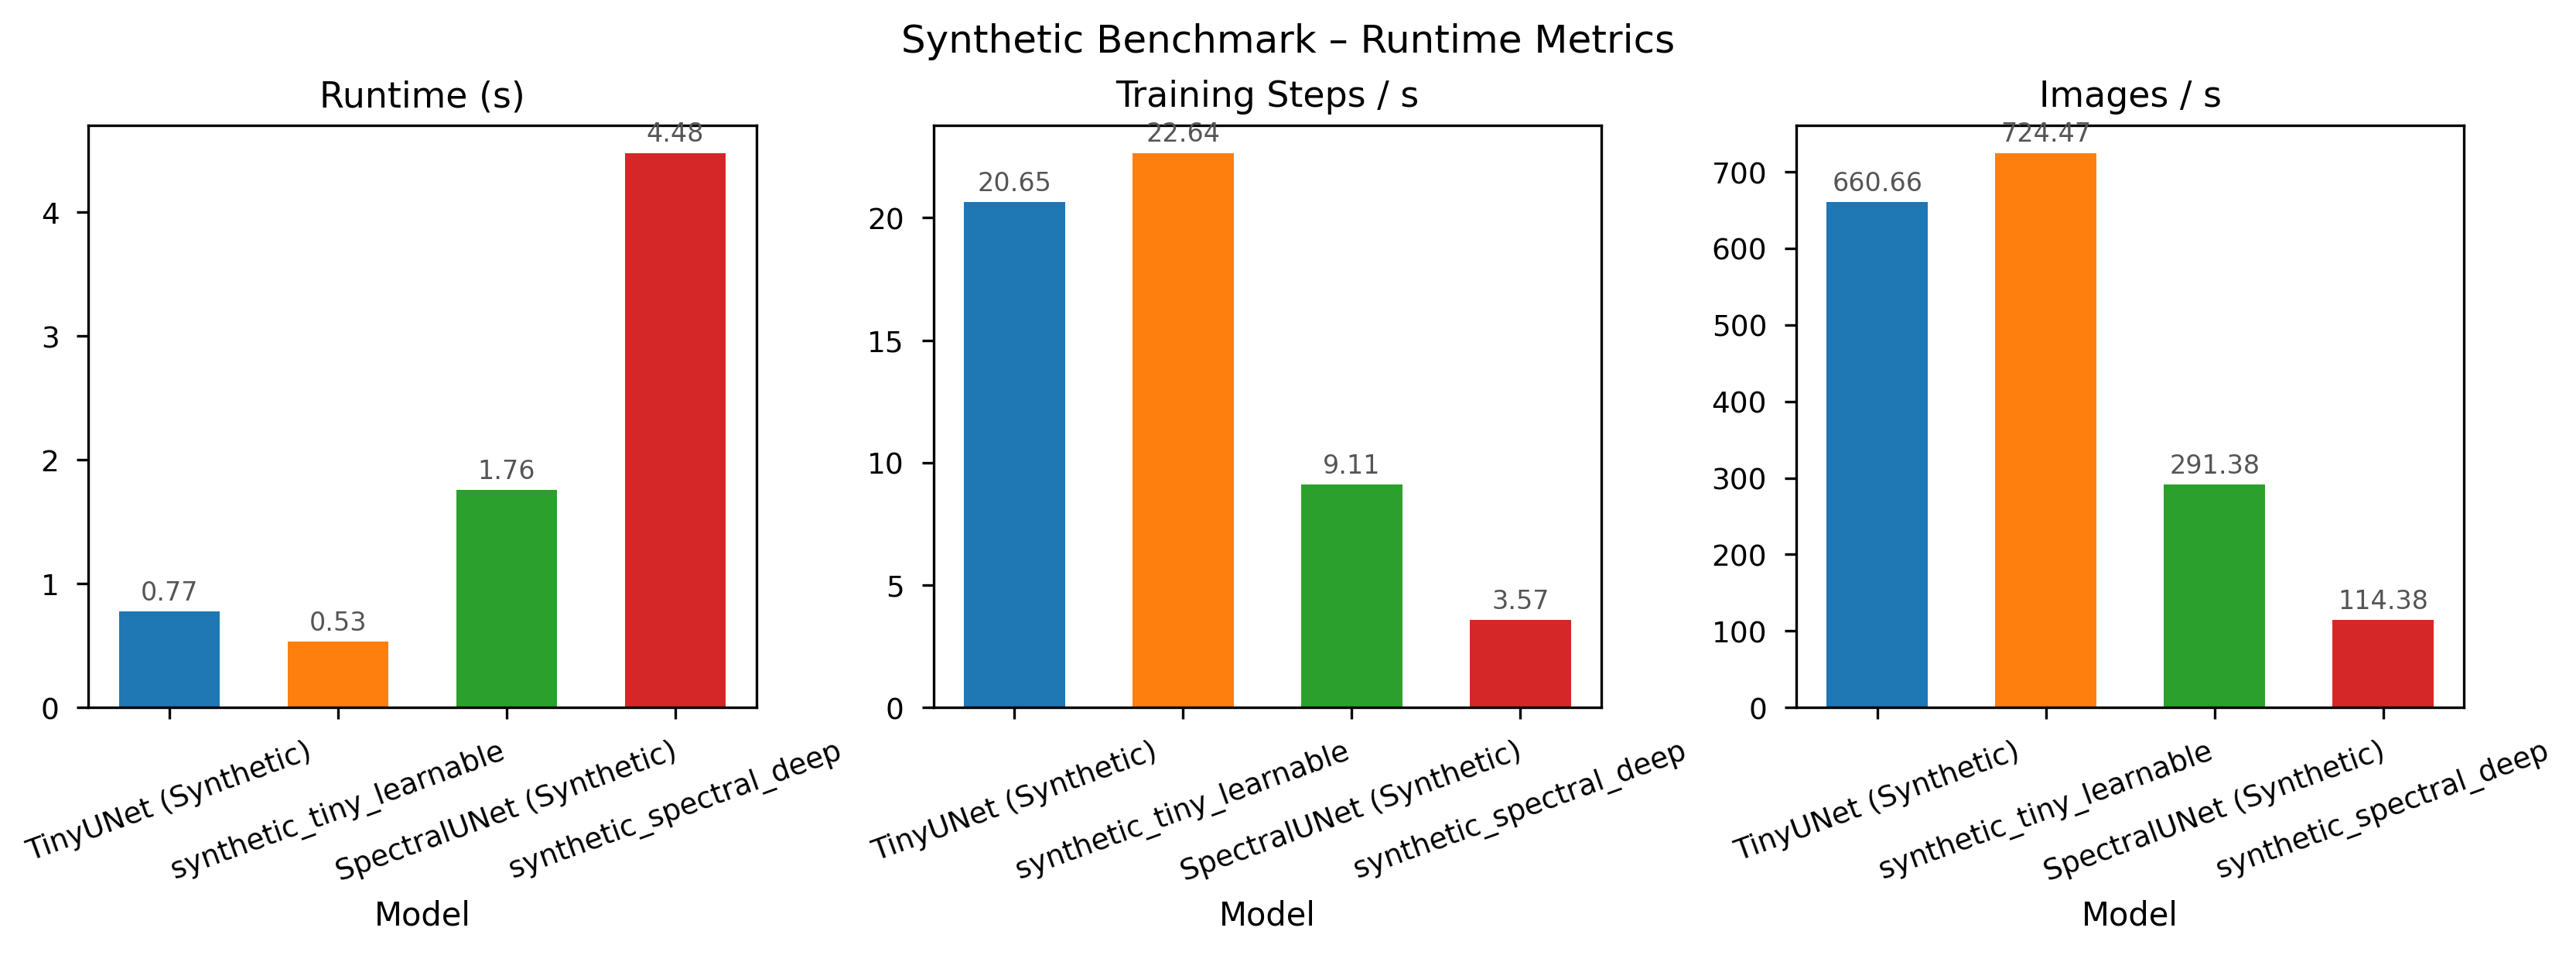 Synthetic Benchmark – Runtime Metrics
Runtime (s)
4.48
4
3
2
1.76
1
0.77
0.53
0
TinyUNet (Synthetic)
synthetic_tiny_learnable
SpectralUNet (Synthetic)
synthetic_spectral_deep
Model
Training Steps / s
22.64
20.65
20
15
10
9.11
5
3.57
0
TinyUNet (Synthetic)
synthetic_tiny_learnable
SpectralUNet (Synthetic)
synthetic_spectral_deep
Model
Images / s
724.47
700
660.66
600
500
400
300
291.38
200
114.38
100
0
TinyUNet (Synthetic)
synthetic_tiny_learnable
SpectralUNet (Synthetic)
synthetic_spectral_deep
Model